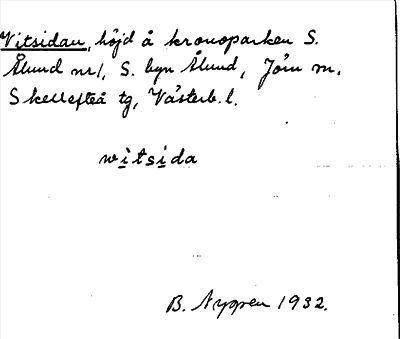 Vitsidan, höjd å kronoparken S.
Ålund nr 1, S. byn Ålund, Jörn m.
Skellefteå tg, Västerb. l.
witsida
B. Nygren 1932.